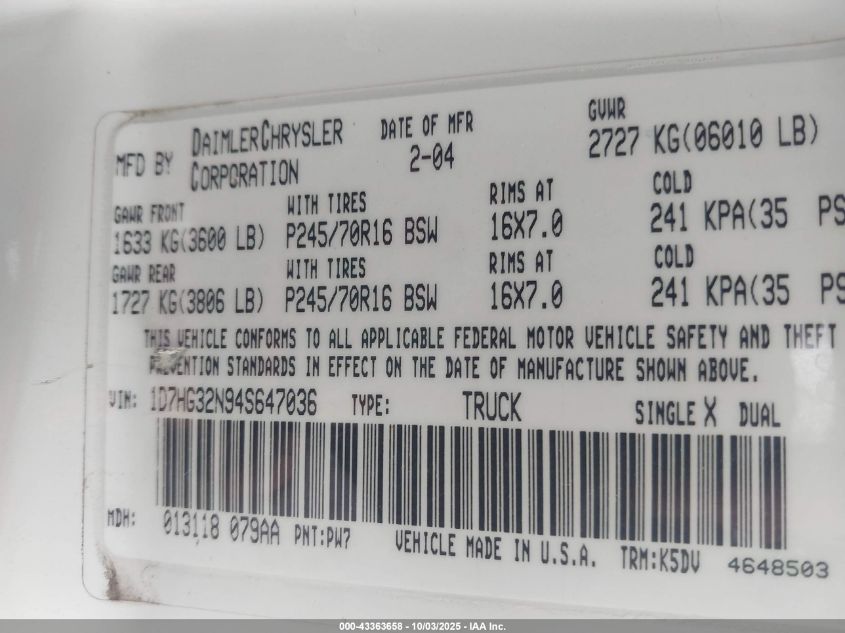 MFD BY DAIMLERCHRYSLER CORPORATION DATE OF MFR 2-04 GVWR 2727 KG(06010 LB)
GAWR FRONT WITH TIRES RIMS AT COLD
1633 KG(3600 LB) P245/70R16 BSW 16X7.0 241 KPA(35 PS
GAWR REAR WITH TIRES RIMS AT COLD
1727 KG(3806 LB) P245/70R16 BSW 16X7.0 241 KPA(35 PS
THIS VEHICLE CONFORMS TO ALL APPLICABLE FEDERAL MOTOR VEHICLE SAFETY AND THEFT
PREVENTION STANDARDS IN EFFECT ON THE DATE OF MANUFACTURE SHOWN ABOVE.
VIN: 1D7HG32N94S647036 TYPE: TRUCK SINGLE X DUAL
MDH: 013118 079AA PNT:PW7 VEHICLE MADE IN U.S.A. TRM:K5DV 4648503
000-43363658 - 10/03/2025 - IAA Inc.